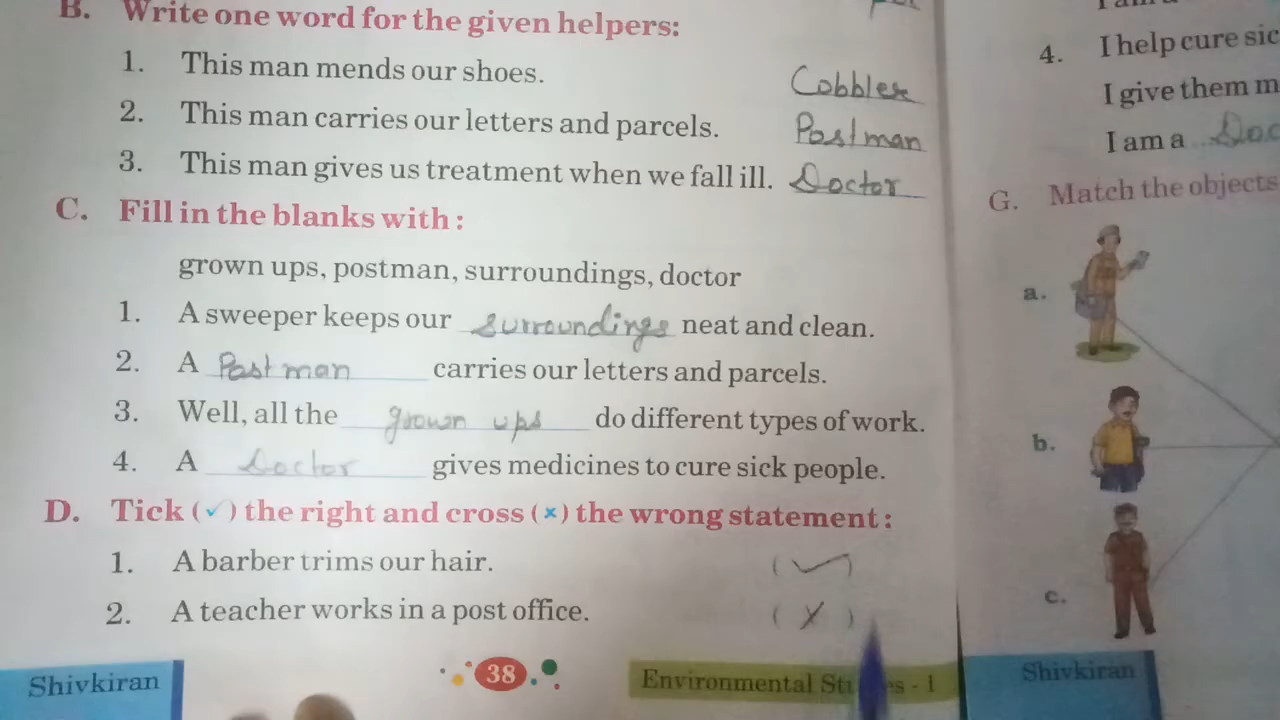 B. Write one word for the given helpers:
1. This man mends our shoes. Cobbler
2. This man carries our letters and parcels. Postman
3. This man gives us treatment when we fall ill. Doctor
C. Fill in the blanks with :
grown ups, postman, surroundings, doctor
1. A sweeper keeps our surroundings neat and clean.
2. A Postman carries our letters and parcels.
3. Well, all the grown ups do different types of work.
4. A Doctor gives medicines to cure sick people.
D. Tick (✓) the right and cross (×) the wrong statement :
1. A barber trims our hair. (✓)
2. A teacher works in a post office. (×)
Shivkiran
38
Environmental Studies - 1
4. I help cure sic
I give them m
I am a Doc
G. Match the objects
a.
b.
c.
Shivkiran